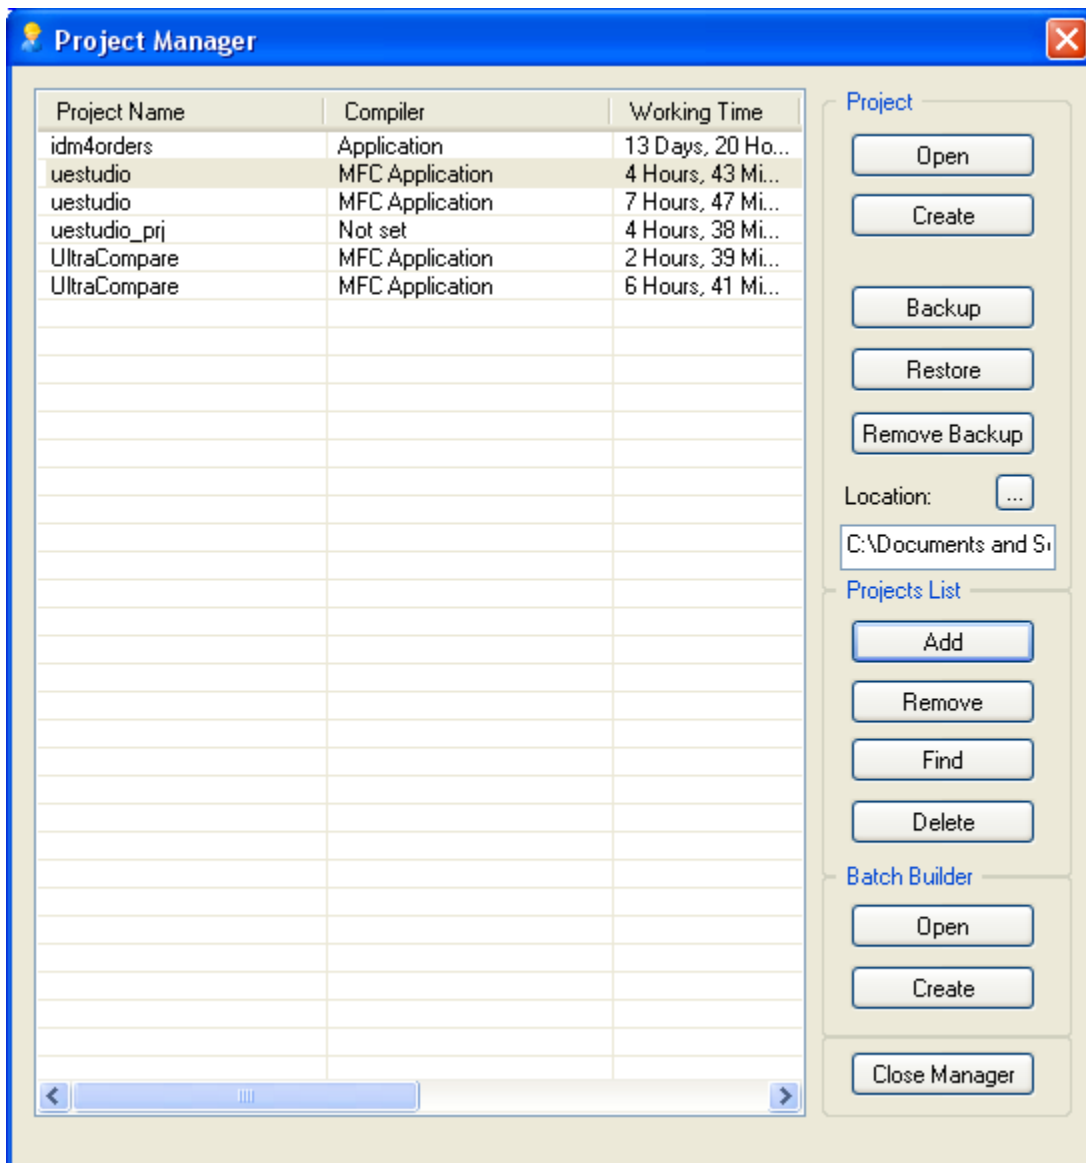 Project Manager
Project Name Compiler Working Time
idm4orders Application 13 Days, 20 Ho...
uestudio MFC Application 4 Hours, 43 Mi...
uestudio MFC Application 7 Hours, 47 Mi...
uestudio_prj Not set 4 Hours, 38 Mi...
UltraCompare MFC Application 2 Hours, 39 Mi...
UltraCompare MFC Application 6 Hours, 41 Mi...
Project
Open
Create
Backup
Restore
Remove Backup
Location: ...
C:\Documents and S
Projects List
Add
Remove
Find
Delete
Batch Builder
Open
Create
Close Manager